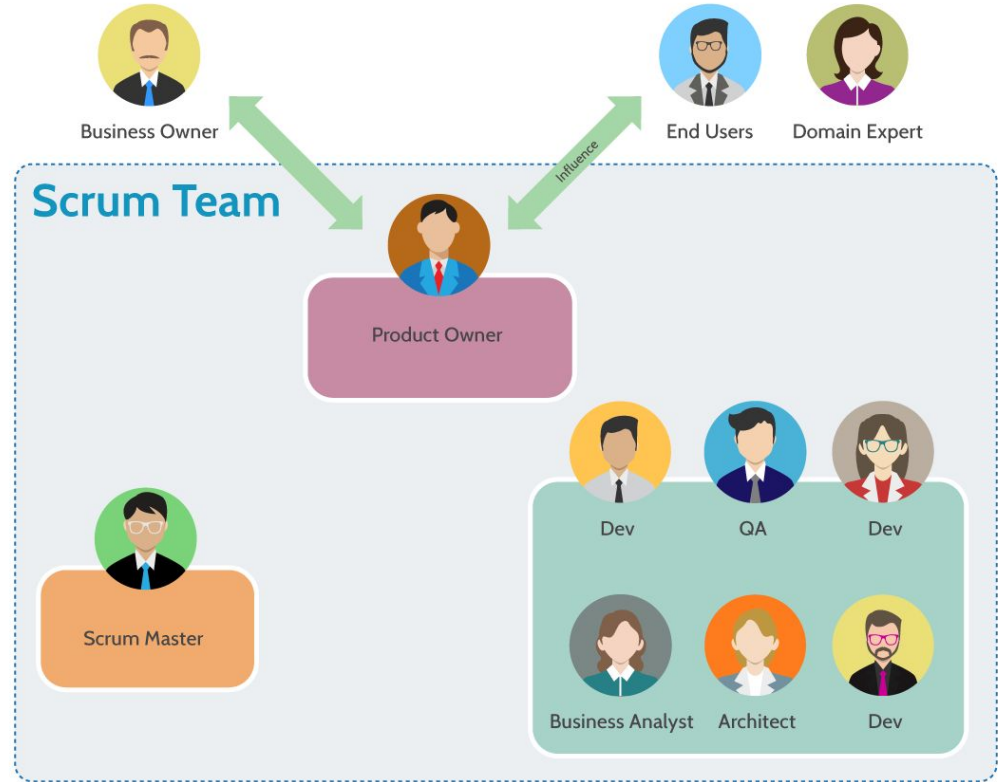 Business Owner
End Users
Domain Expert
Influence
Scrum Team
Product Owner
Dev
QA
Dev
Scrum Master
Business Analyst
Architect
Dev